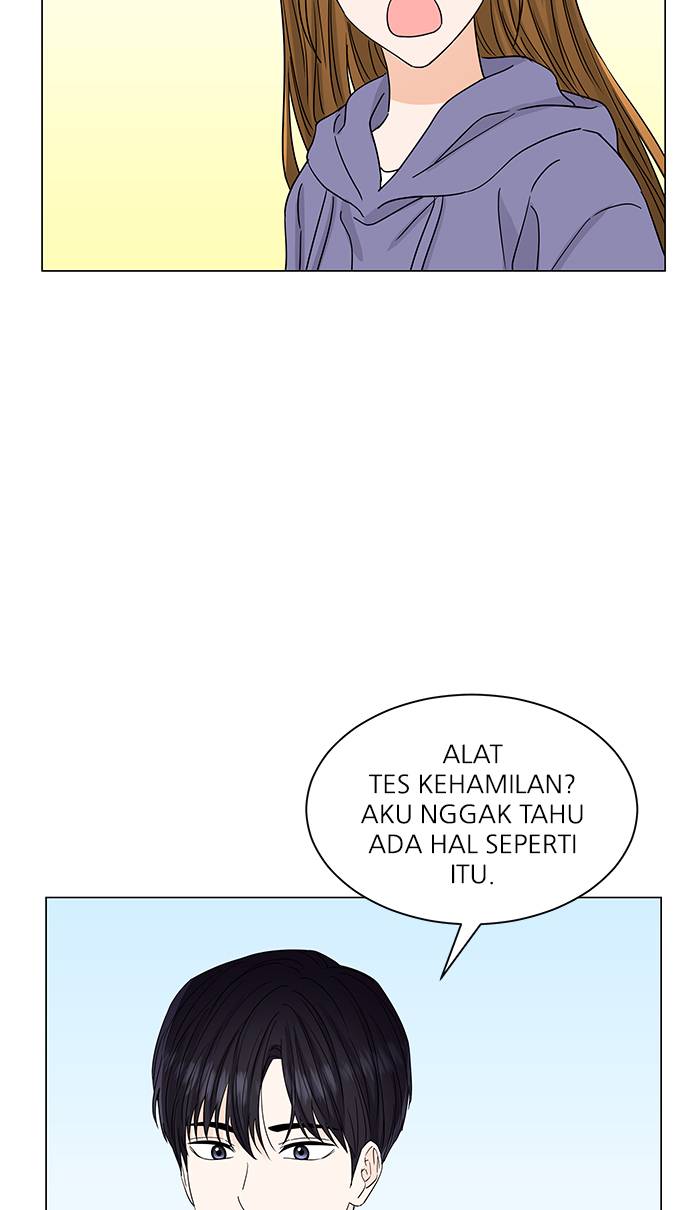 ALAT
TES KEHAMILAN?
AKU NGGAK TAHU
ADA HAL SEPERTI
ITU.